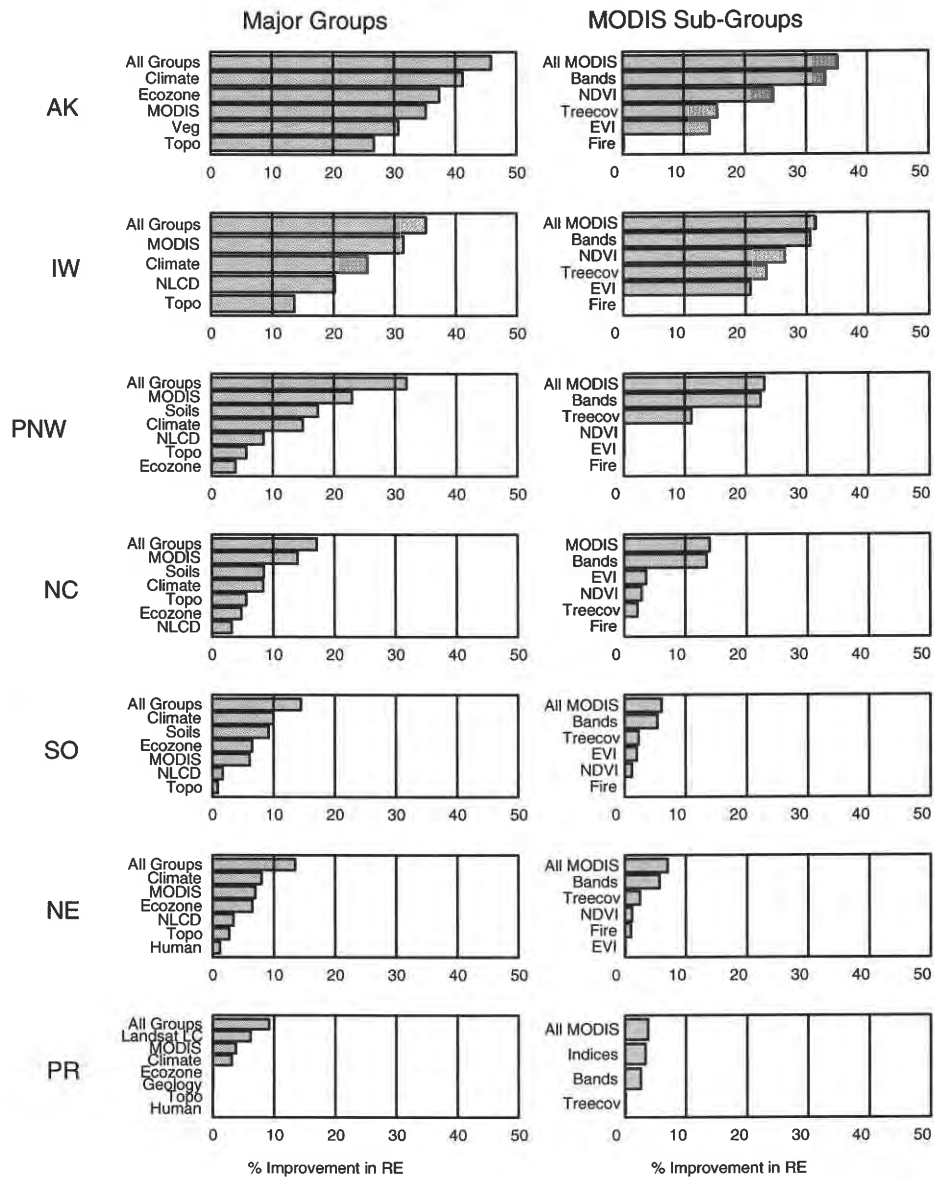 Major Groups
MODIS Sub-Groups
AK
All Groups
Climate
Ecozone
MODIS
Veg
Topo
0 10 20 30 40 50
All MODIS
Bands
NDVI
Treecov
EVI
Fire
0 10 20 30 40 50
IW
All Groups
MODIS
Climate
NLCD
Topo
0 10 20 30 40 50
All MODIS
Bands
NDVI
Treecov
EVI
Fire
0 10 20 30 40 50
PNW
All Groups
MODIS
Soils
Climate
NLCD
Topo
Ecozone
0 10 20 30 40 50
All MODIS
Bands
Treecov
NDVI
EVI
Fire
0 10 20 30 40 50
NC
All Groups
MODIS
Soils
Climate
Topo
Ecozone
NLCD
0 10 20 30 40 50
MODIS
Bands
EVI
NDVI
Treecov
Fire
0 10 20 30 40 50
SO
All Groups
Climate
Soils
Ecozone
MODIS
NLCD
Topo
0 10 20 30 40 50
All MODIS
Bands
Treecov
EVI
NDVI
Fire
0 10 20 30 40 50
NE
All Groups
Climate
MODIS
Ecozone
NLCD
Topo
Human
0 10 20 30 40 50
All MODIS
Bands
Treecov
NDVI
Fire
EVI
0 10 20 30 40 50
PR
All Groups
Landsat LC
MODIS
Climate
Ecozone
Geology
Topo
Human
0 10 20 30 40 50
All MODIS
Indices
Bands
Treecov
0 10 20 30 40 50
% Improvement in RE
% Improvement in RE